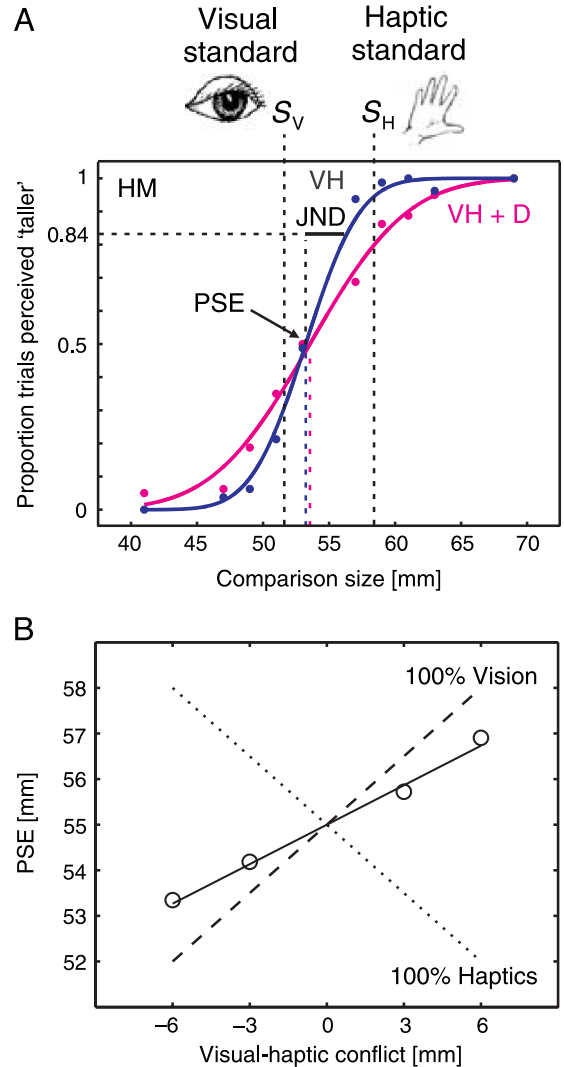 A
Visual
standard
Haptic
standard
S_V
S_H
HM
VH
JND
VH + D
PSE
1
0.84
0.5
0
Proportion trials perceived ‘taller’
40 45 50 55 60 65 70
Comparison size [mm]
B
58
57
56
55
54
53
52
PSE [mm]
100% Vision
100% Haptics
−6 −3 0 3 6
Visual-haptic conflict [mm]